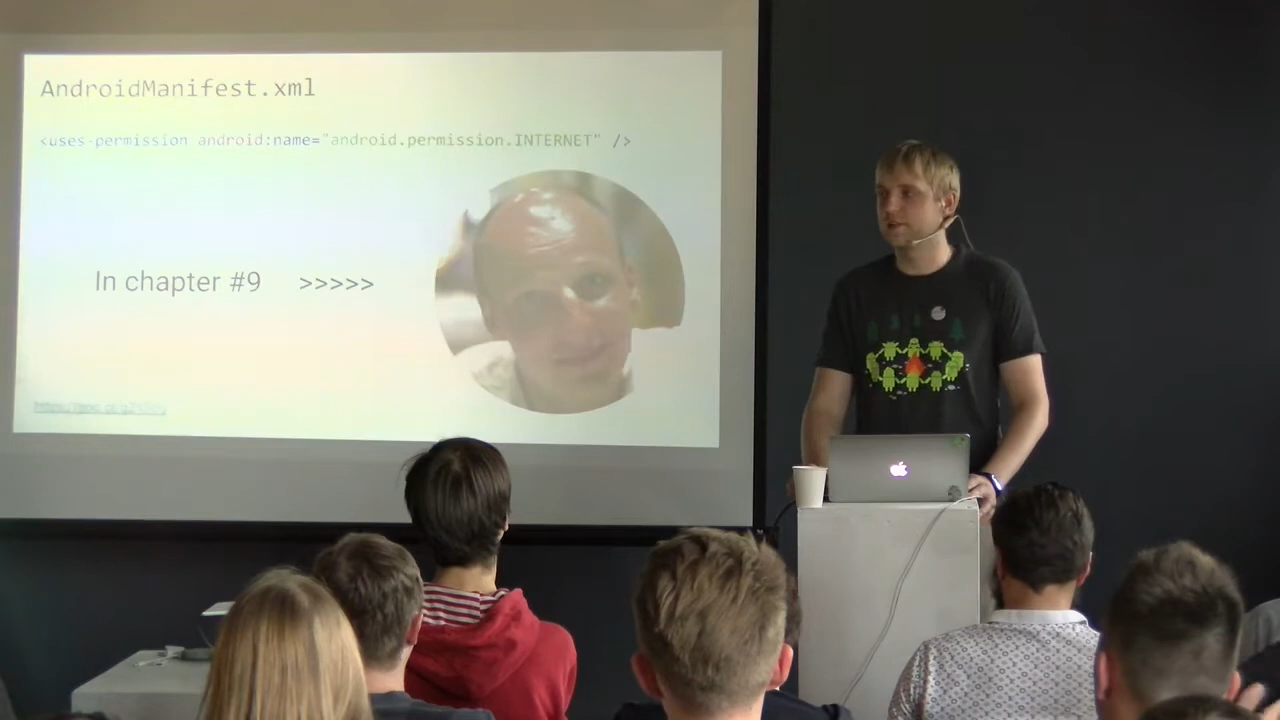 AndroidManifest.xml
<uses-permission android:name="android.permission.INTERNET" />
In chapter #9 >>>>>